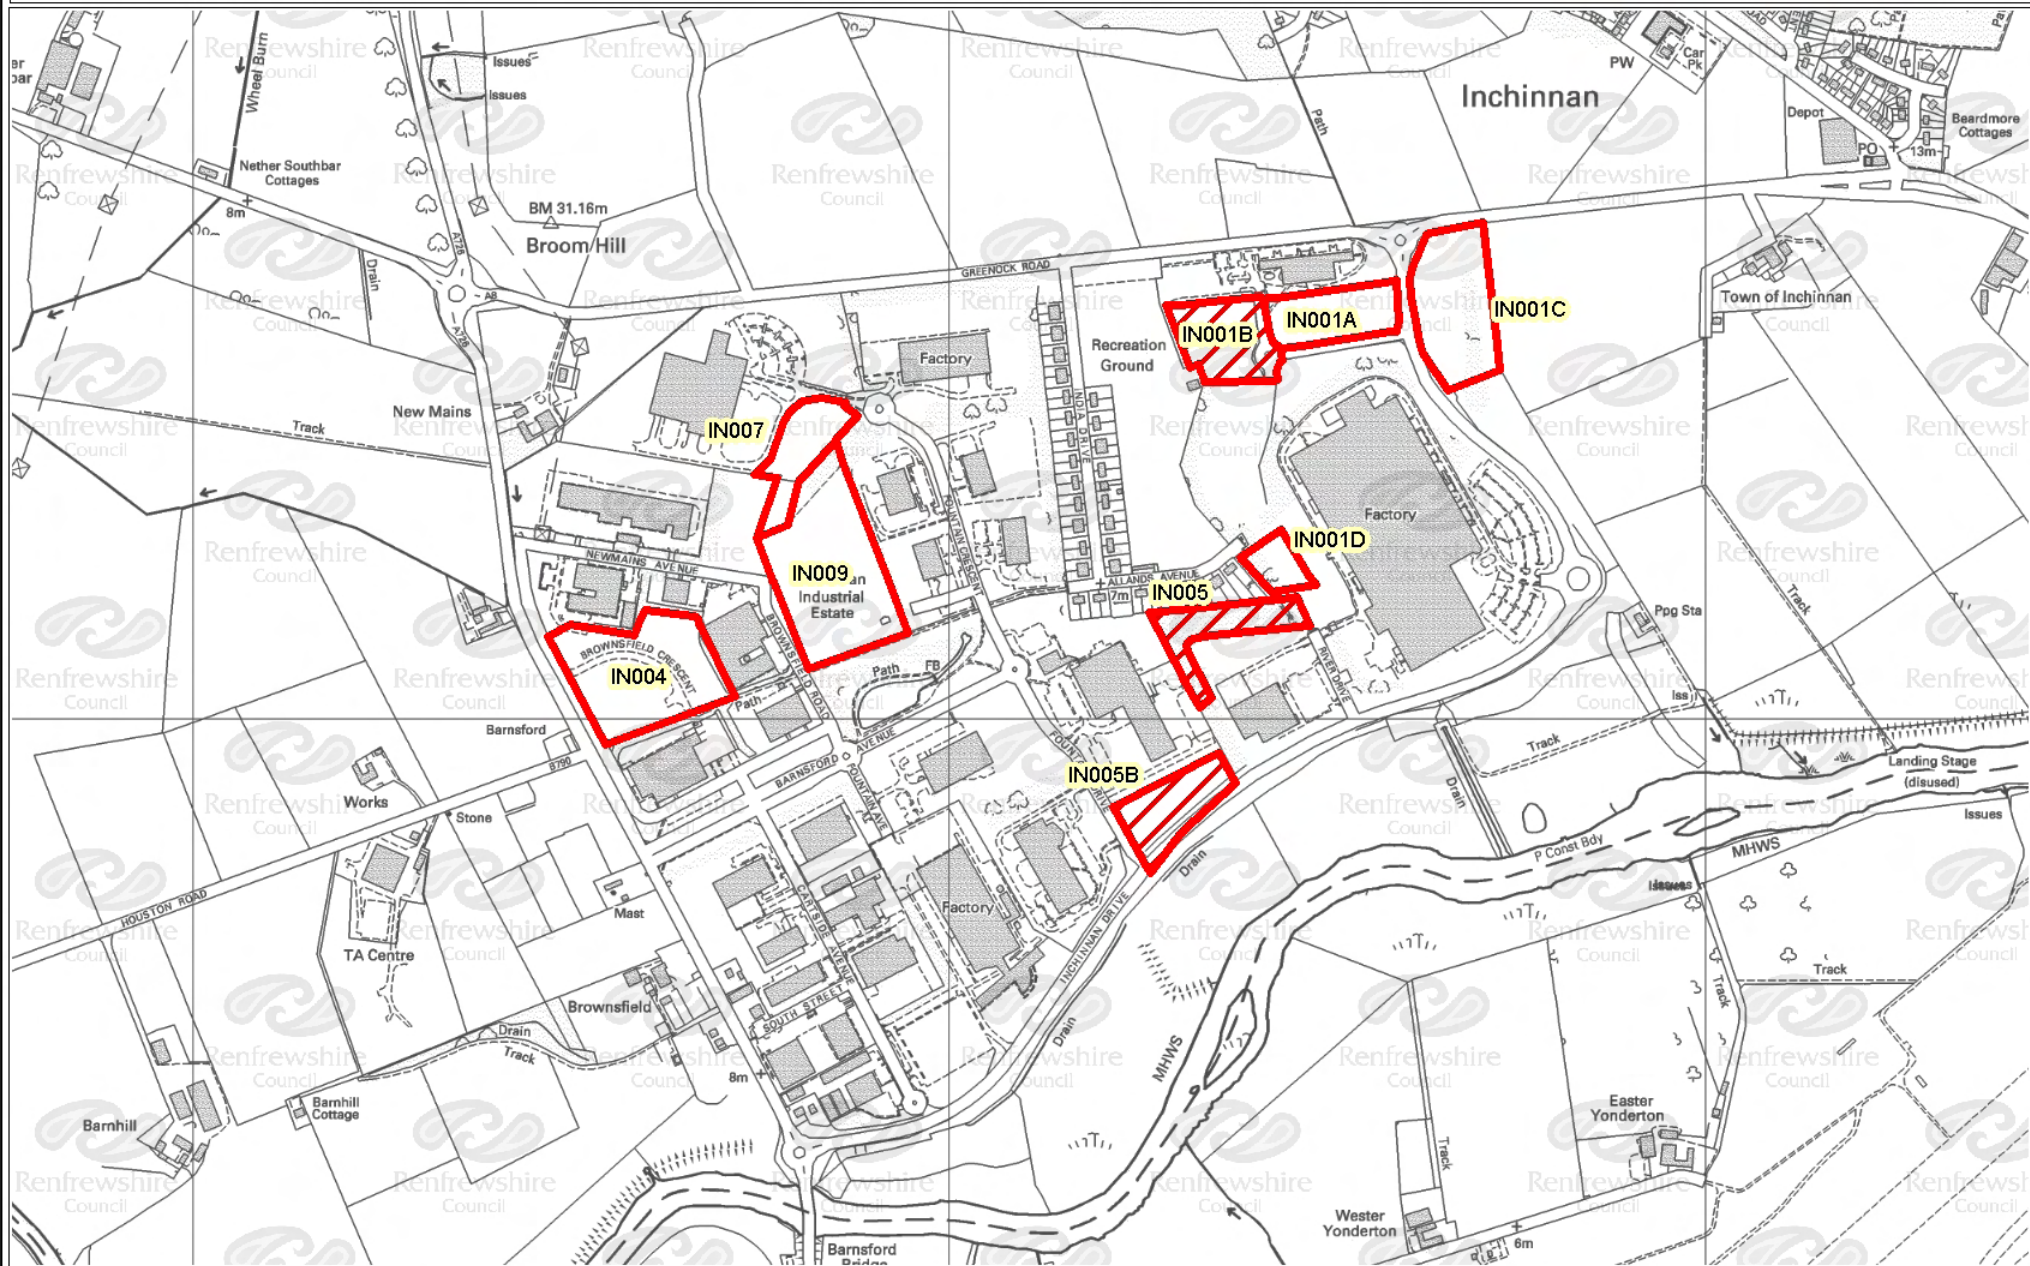 Renfrewshire
Council
Inchinnan
PW
Car
Pk
Depot
Beardmore
Cottages
PO
13m
Wheel Burn
Issues
Issues
Path
Nether Southbar
Cottages
8m
BM 31.16m
Broom Hill
A726
Drain
GREENOCK ROAD
A8
A726
Town of Inchinnan
IN001C
IN001A
IN001B
Recreation
Ground
Factory
New Mains
Track
IN007
Factory
FOUNTAIN CRESCENT
IN001D
NEWMAINS AVENUE
IN009
Industrial
Estate
ALLANDS AVENUE
7m
IN005
Track
Ppg Sta
BROWNSFIELD CRESCENT
IN004
BROWNSFIELD ROAD
Path
FB
Path
Barnsford
B790
BARNSFORD
AVENUE
FOUNTAIN AVE
Iss
Track
Landing Stage
(disused)
Issues
IN005B
DRIVE
Drain
Works
Stone
P Const Bdy
MHWS
Drain
HOUSTON ROAD
Mast
TA Centre
CARTSIDE AVENUE
Factory
INCHINNAN DRIVE
Track
Track
Brownsfield
SOUTH STREET
Drain
Track
Drain
MHWS
8m
Barnhill
Cottage
Barnhill
Easter
Yonderton
Track
Wester
Yonderton
6m
Barnsford
Bridge